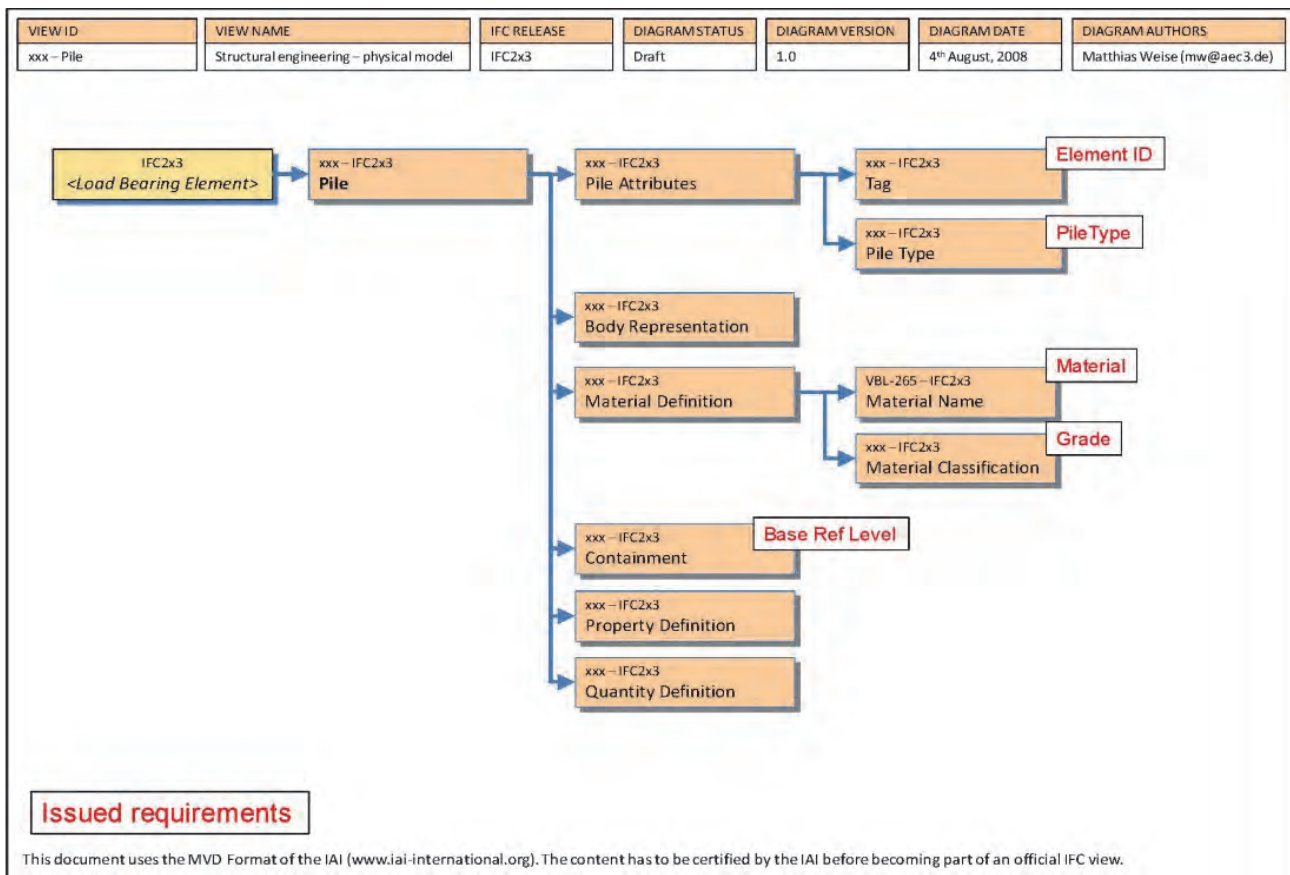 VIEW ID
xxx – Pile
VIEW NAME
Structural engineering – physical model
IFC RELEASE
IFC2x3
DIAGRAM STATUS
Draft
DIAGRAM VERSION
1.0
DIAGRAM DATE
4th August, 2008
DIAGRAM AUTHORS
Matthias Weise (mw@aec3.de)
IFC2x3
<Load Bearing Element>
xxx – IFC2x3
Pile
xxx – IFC2x3
Pile Attributes
xxx – IFC2x3
Tag
Element ID
xxx – IFC2x3
Pile Type
PileType
xxx – IFC2x3
Body Representation
xxx – IFC2x3
Material Definition
VBL-265 – IFC2x3
Material Name
Material
xxx – IFC2x3
Material Classification
Grade
xxx – IFC2x3
Containment
Base Ref Level
xxx – IFC2x3
Property Definition
xxx – IFC2x3
Quantity Definition
Issued requirements
This document uses the MVD Format of the IAI (www.iai-international.org). The content has to be certified by the IAI before becoming part of an official IFC view.